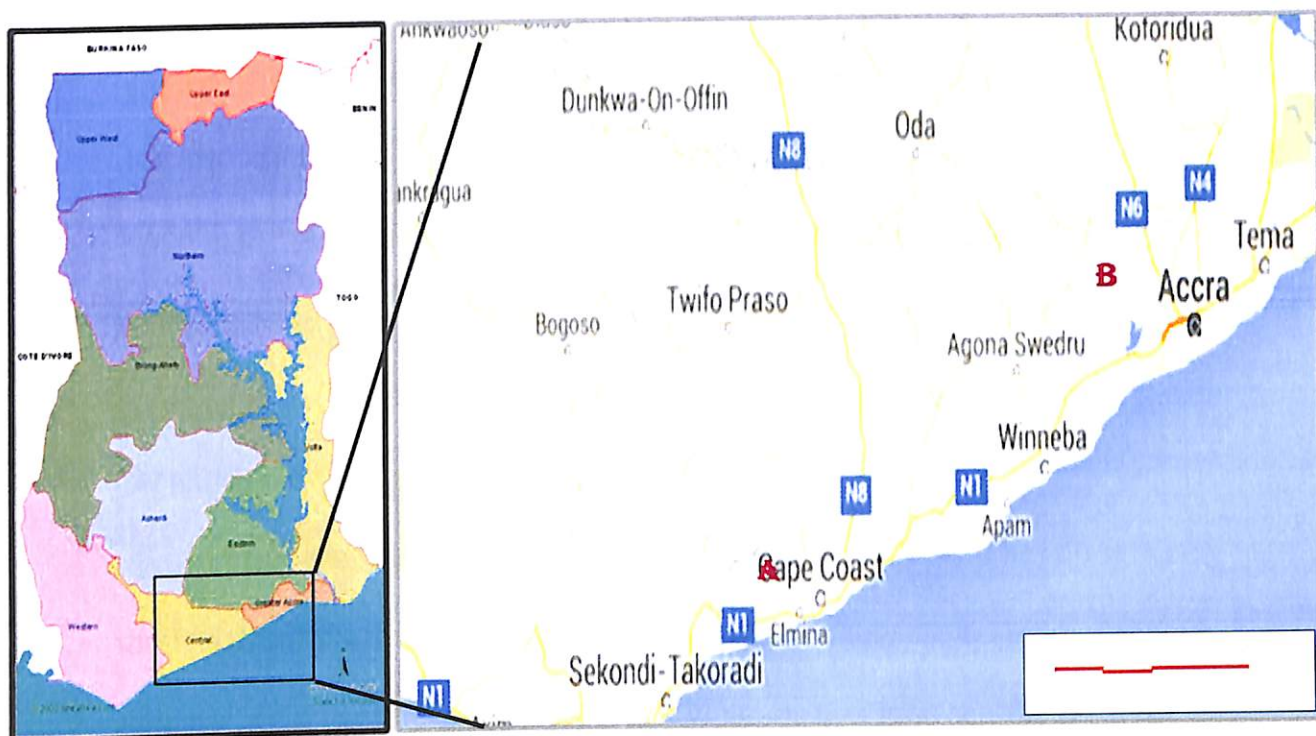 BURKINA FASO
Upper East
BENIN
Upper West
Northern
TOGO
COTE D'IVORE
Brong-Ahafo
Volta
Ashanti
Eastern
Greater Accra
Western
Central
Ankwaoso
Koforidua
Dunkwa-On-Offin
Oda
N8
N4
N6
ankragua
Tema
B
Accra
Twifo Praso
Bogoso
Agona Swedru
Winneba
N8
N1
Apam
A
Cape Coast
N1
Elmina
Sekondi-Takoradi
N1